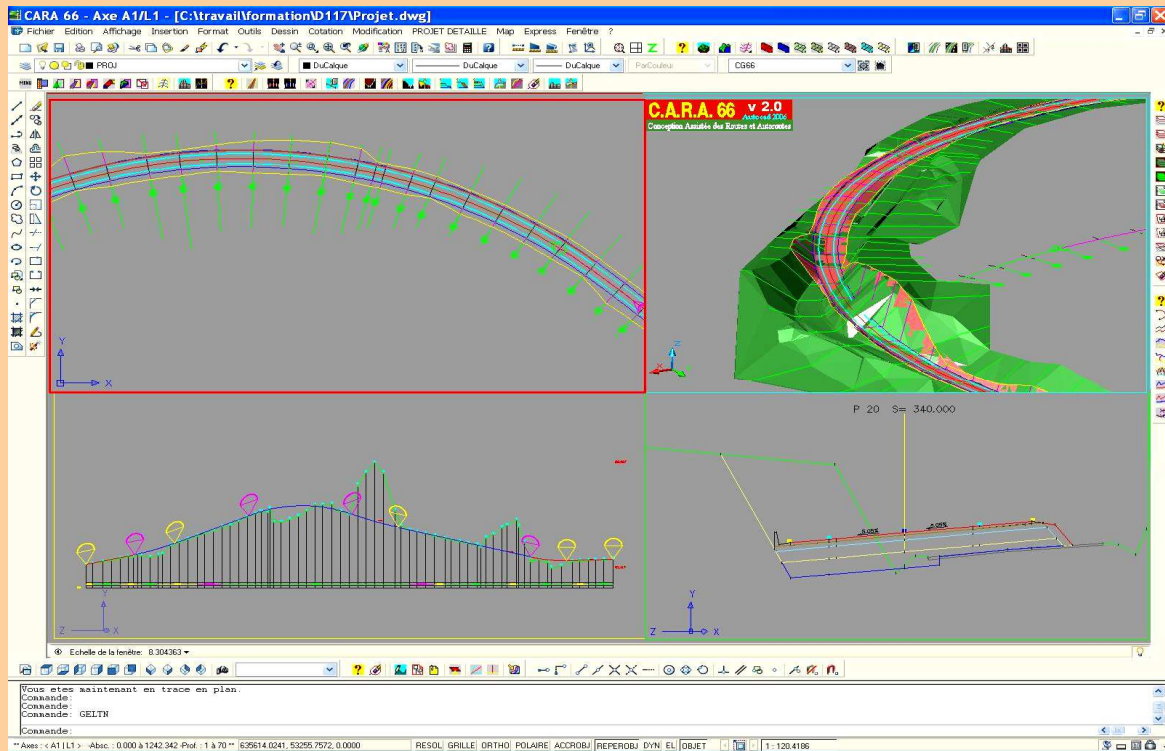 CARA 66 - Axe A1/L1 - [C:\travail\formation\D117\Projet.dwg]
Fichier Edition Affichage Insertion Format Outils Dessin Cotation Modification PROJET DETAILLE Map Express Fenêtre ?
PROJ DuCalque DuCalque DuCalque ParCouleur CG66
C.A.R.A. 66 v 2.0
Autocad 2006
Conception Assistée des Routes et Autoroutes
Y
X
Z
P 20 S= 340.000
5.05% 5.05%
Y
Z X
Y
Z X
Echelle de la fenêtre: 8.304363
Vous etes maintenant en trace en plan.
Commande:
Commande:
Commande: GELTN
Commande:
** Axes : < A1 | L1 > -Absc. : 0.000 à 1242.342 -Prof. : 1 à 70 ** 635614.0241, 53255.7572, 0.0000 RESOL GRILLE ORTHO POLAIRE ACCROBJ REPEROBJ DYN EL OBJET 1 : 120.4186